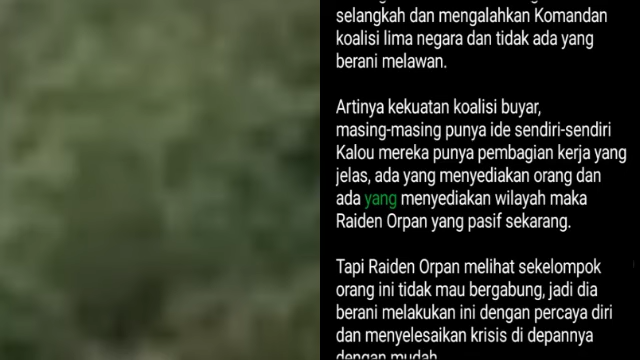 selangkah dan mengalahkan Komandan
koalisi lima negara dan tidak ada yang
berani melawan.
Artinya kekuatan koalisi buyar,
masing-masing punya ide sendiri-sendiri
Kalou mereka punya pembagian kerja yang
jelas, ada yang menyediakan orang dan
ada yang menyediakan wilayah maka
Raiden Orpan yang pasif sekarang.
Tapi Raiden Orpan melihat sekelompok
orang ini tidak mau bergabung, jadi dia
berani melakukan ini dengan percaya diri
dan menyelesaikan krisis di depannya
dengan mudah